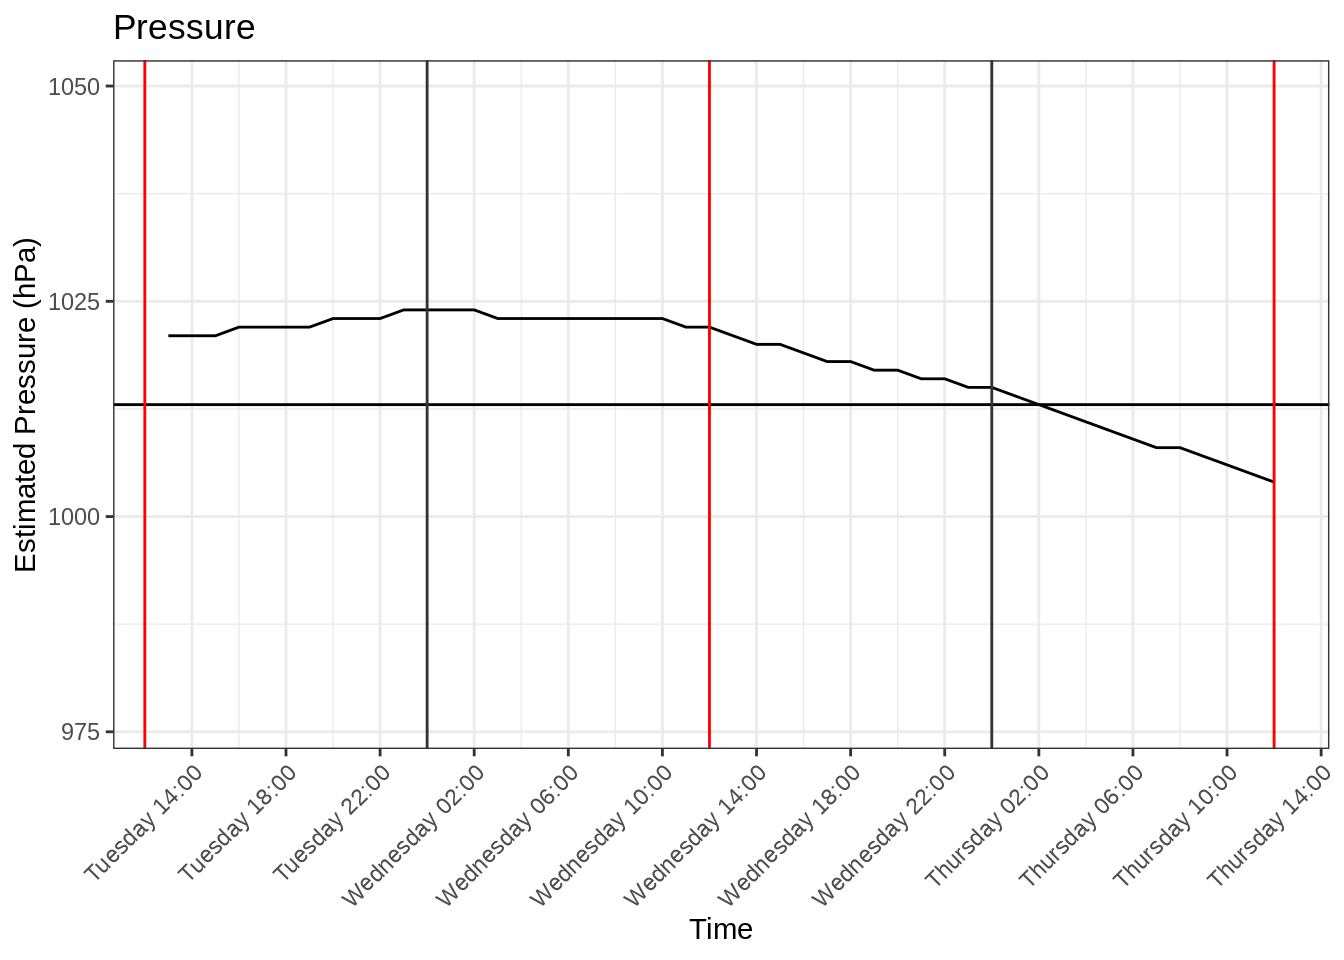 Pressure
Estimated Pressure (hPa)
1050
1025
1000
975
Tuesday 14:00
Tuesday 18:00
Tuesday 22:00
Wednesday 02:00
Wednesday 06:00
Wednesday 10:00
Wednesday 14:00
Wednesday 18:00
Wednesday 22:00
Thursday 02:00
Thursday 06:00
Thursday 10:00
Thursday 14:00
Time